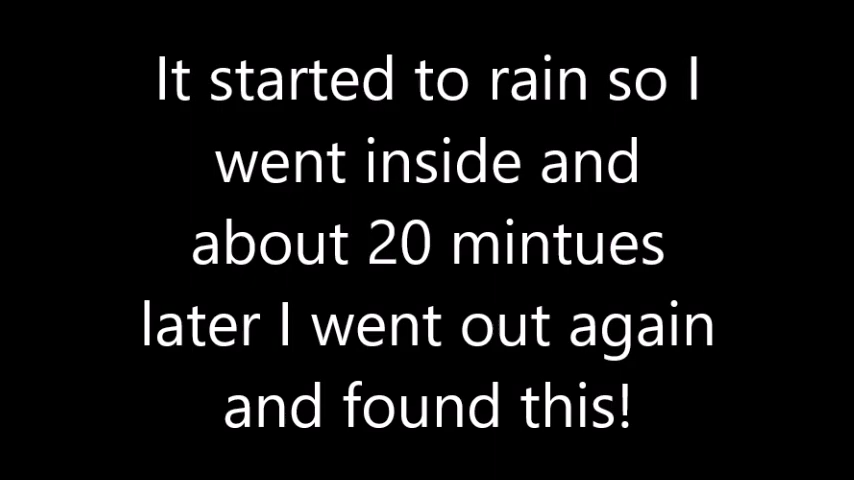 It started to rain so I
went inside and
about 20 mintues
later I went out again
and found this!